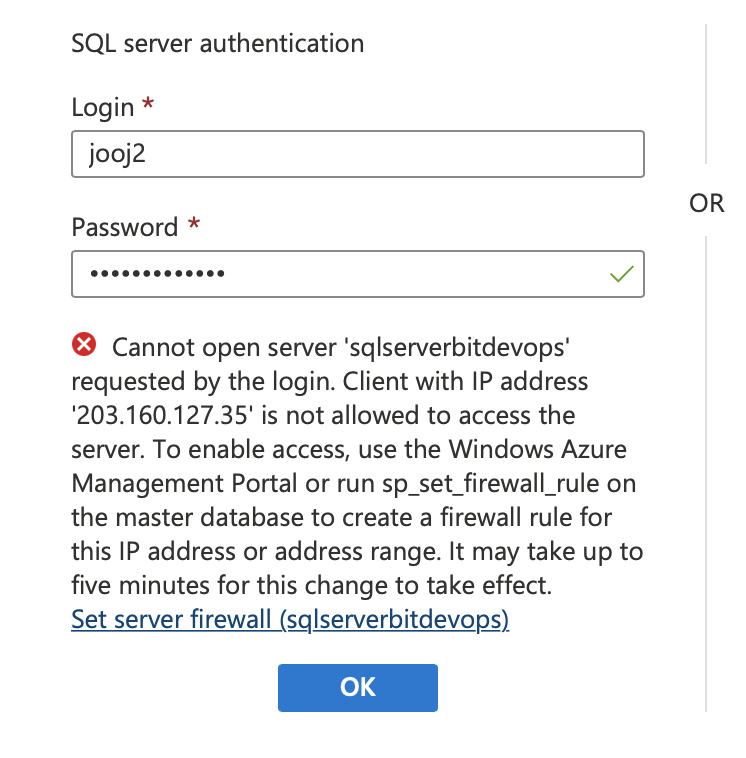 SQL server authentication
Login *
jooj2
OR
Password *
•••••••••••••
Cannot open server 'sqlserverbitdevops'
requested by the login. Client with IP address
'203.160.127.35' is not allowed to access the
server. To enable access, use the Windows Azure
Management Portal or run sp_set_firewall_rule on
the master database to create a firewall rule for
this IP address or address range. It may take up to
five minutes for this change to take effect.
Set server firewall (sqlserverbitdevops)
OK